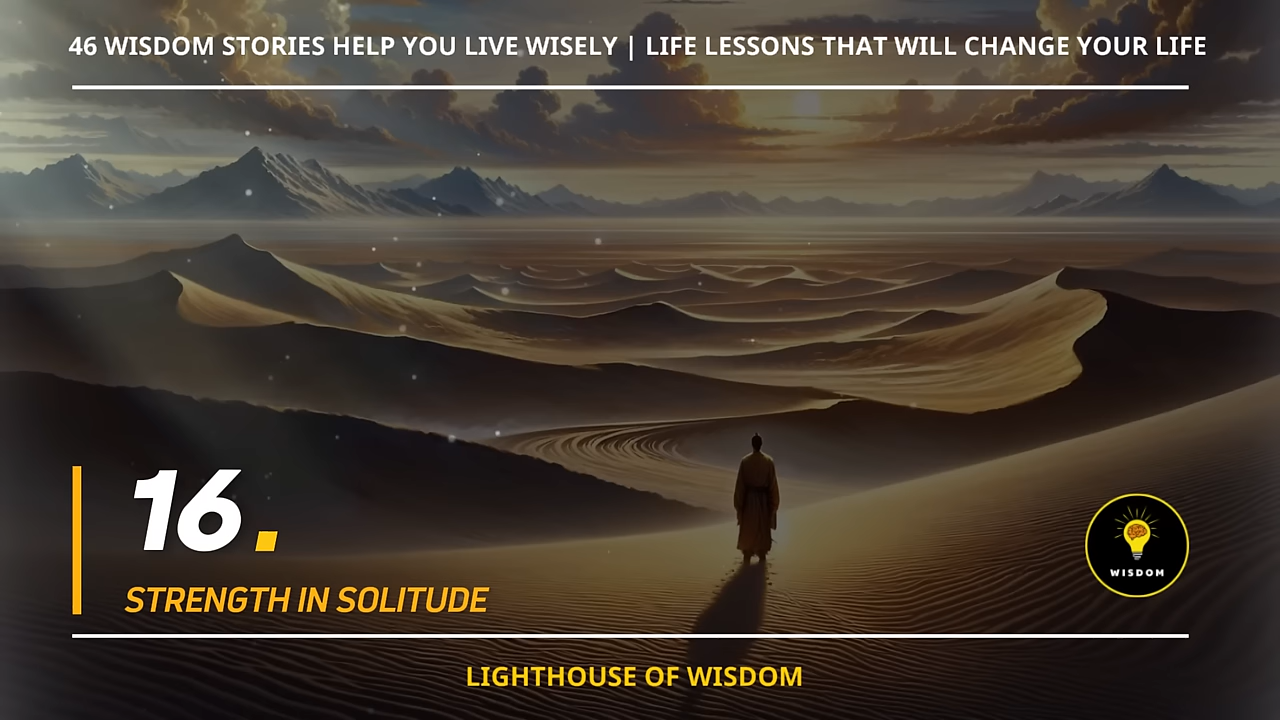 46 WISDOM STORIES HELP YOU LIVE WISELY | LIFE LESSONS THAT WILL CHANGE YOUR LIFE
16.
STRENGTH IN SOLITUDE
WISDOM
LIGHTHOUSE OF WISDOM